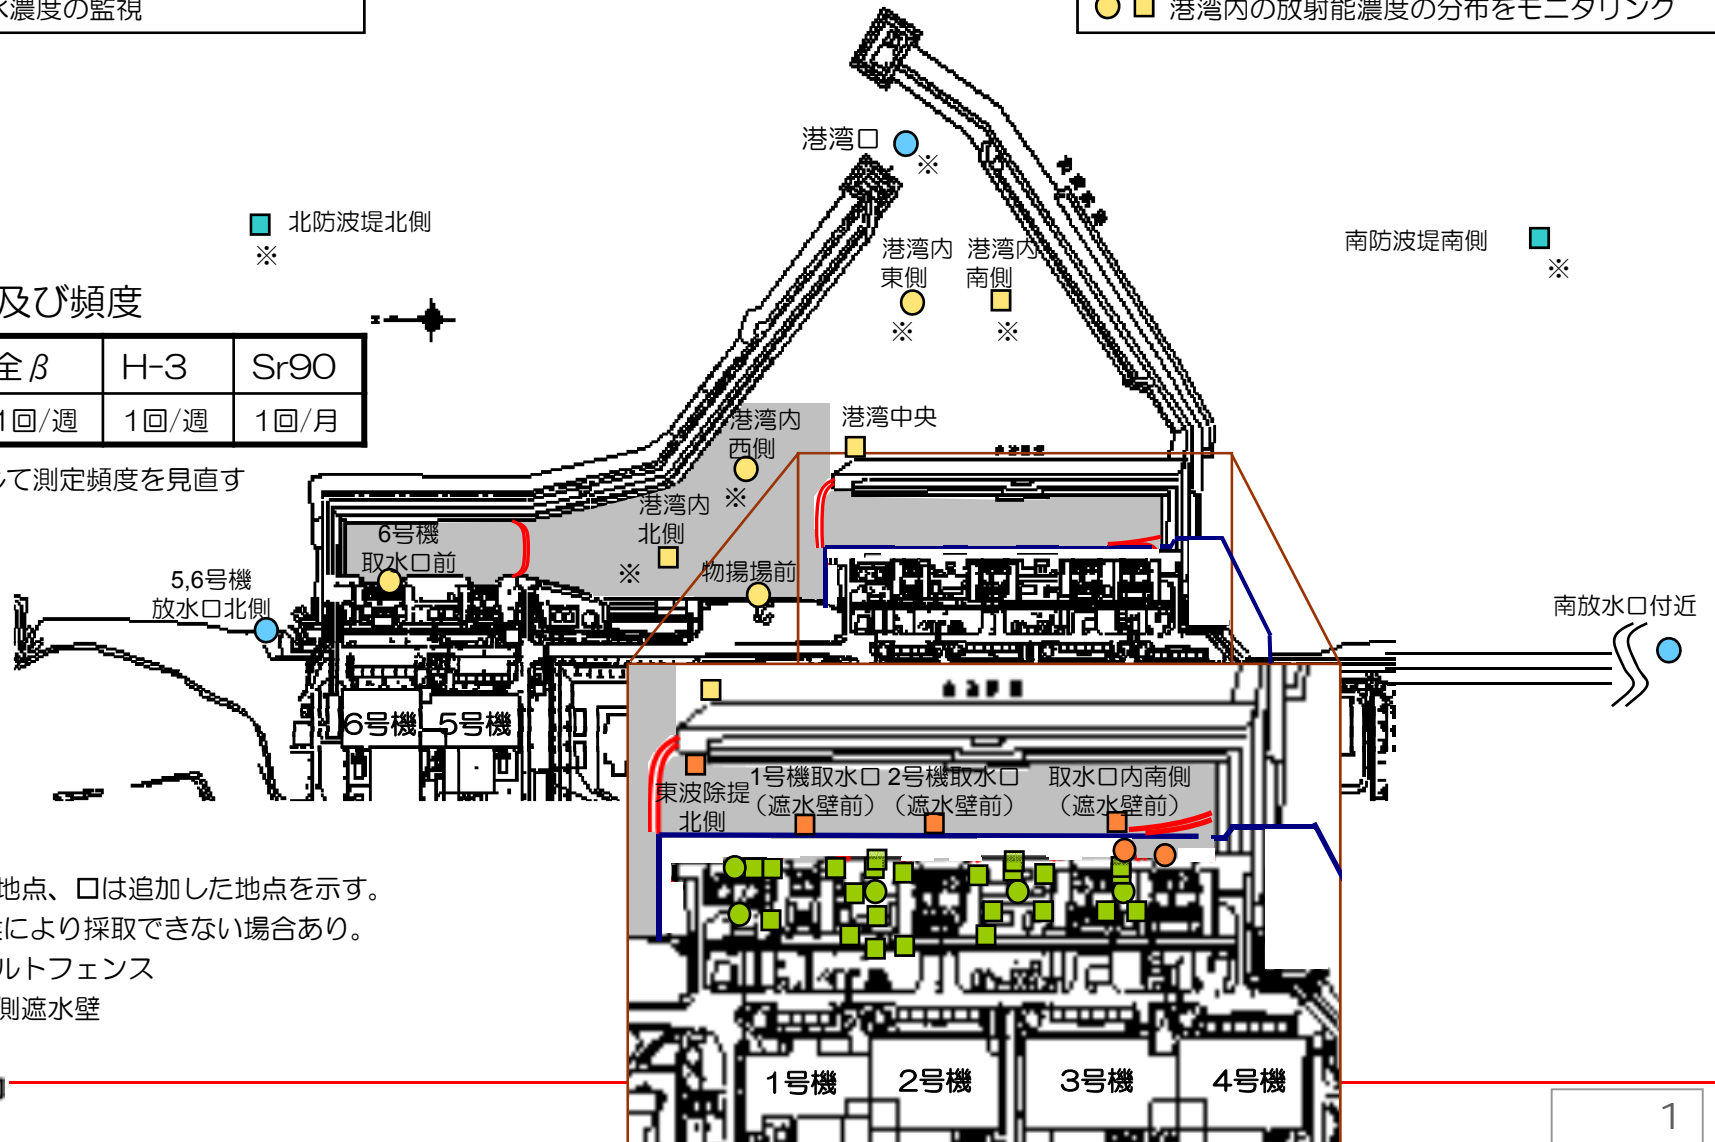 水濃度の監視
港湾内の放射能濃度の分布をモニタリング
港湾口
※
北防波堤北側
※
港湾内
東側
※
港湾内
南側
※
南防波堤南側
※
及び頻度
全β H-3 Sr90
1回/週 1回/週 1回/月
て測定頻度を見直す
港湾内
西側
※
港湾中央
港湾内
北側
※
6号機
取水口前
物揚場前
5,6号機
放水口北側
南放水口付近
6号機 5号機
東波除堤
北側
1号機取水口
(遮水壁前)
2号機取水口
(遮水壁前)
取水口内南側
(遮水壁前)
地点、□は追加した地点を示す。
により採取できない場合あり。
ルトフェンス
側遮水壁
1号機 2号機 3号機 4号機
1